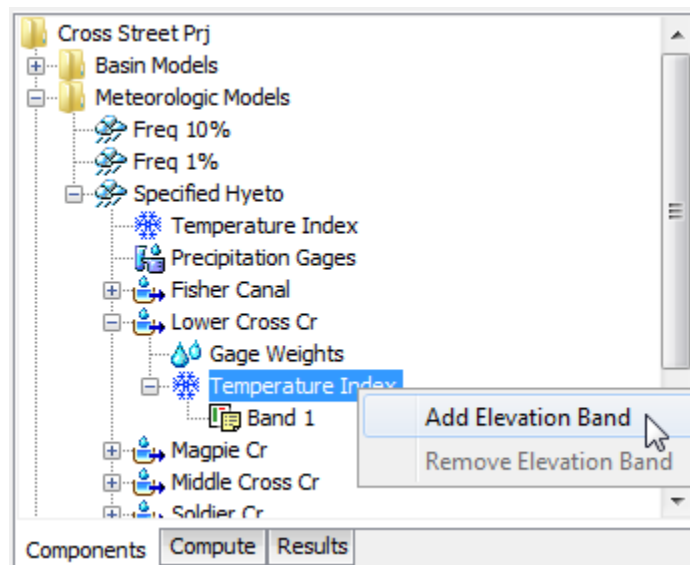 Cross Street Prj
Basin Models
Meteorologic Models
Freq 10%
Freq 1%
Specified Hyeto
Temperature Index
Precipitation Gages
Fisher Canal
Lower Cross Cr
Gage Weights
Temperature Index
Band 1
Add Elevation Band
Magpie Cr
Remove Elevation Band
Middle Cross Cr
Soldier Cr
Components Compute Results